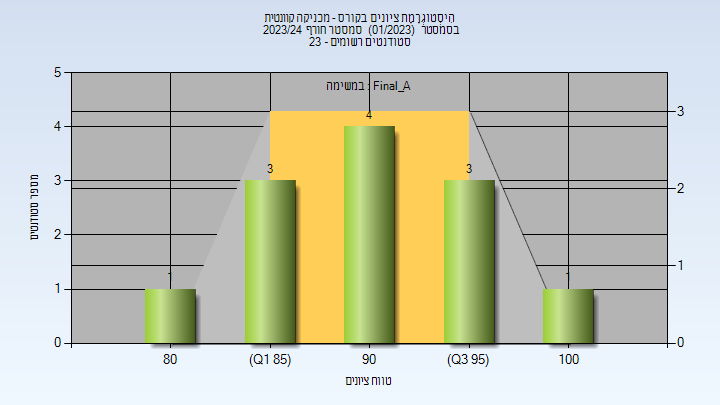 היסטוגרמת ציונים בקורס - מכניקה קוונטית
בסמסטר (01/2023) סמסטר חורף 2023/24
סטודנטים רשומים - 23
במשימה : Final_A
מספר סטודנטים
5
4
3
2
1
0
3
2
1
0
1
3
4
3
1
80
(Q1 85)
90
(Q3 95)
100
טווח ציונים